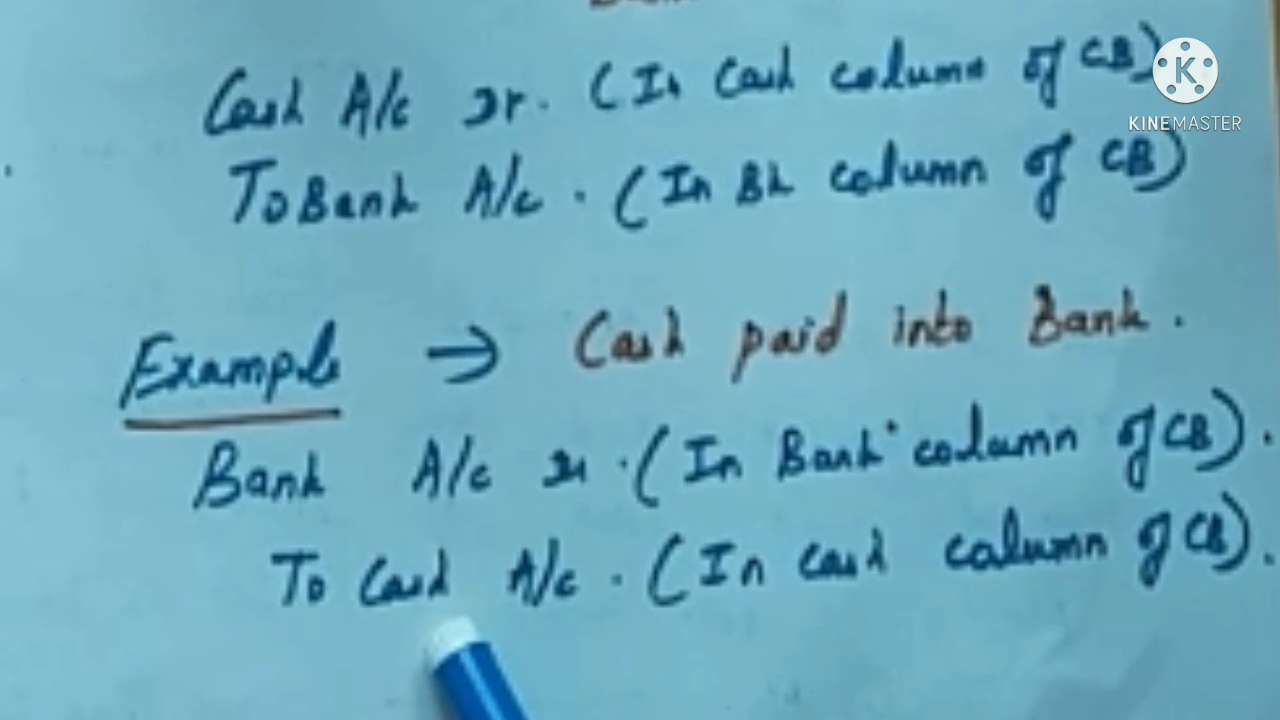 Cash A/c Dr. (In Cash column of CB)
To Bank A/c. (In Bk column of CB)
Example → Cash paid into Bank.
Bank A/c Dr. (In Bank column of CB).
To Cash A/c. (In cash column of CB).
K
KINEMASTER